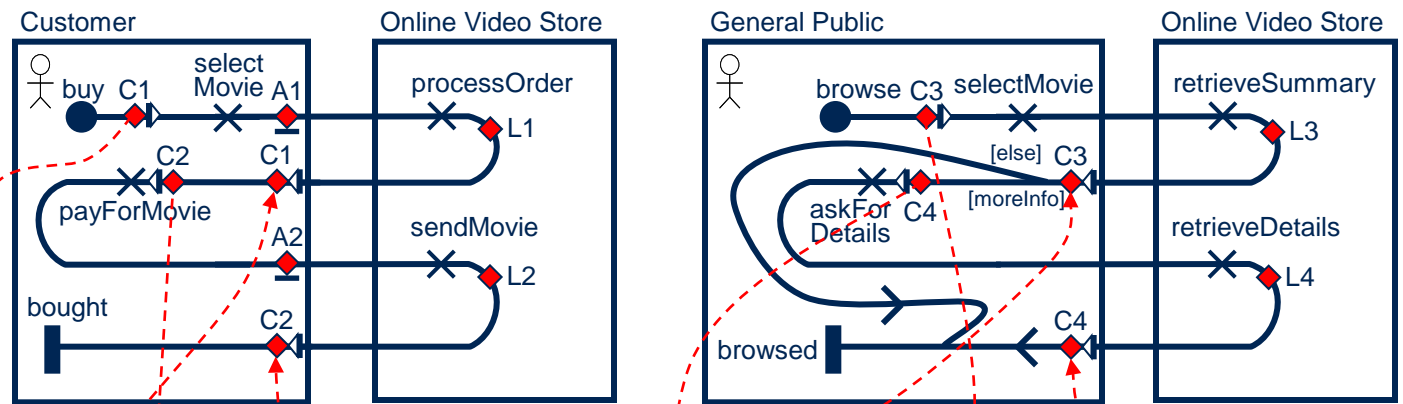 Customer
Online Video Store
buy
C1
select
Movie
A1
processOrder
L1
C2
C1
payForMovie
A2
sendMovie
L2
bought
C2
General Public
Online Video Store
browse
C3
selectMovie
retrieveSummary
L3
[else]
C3
[moreInfo]
askFor
Details
C4
retrieveDetails
L4
C4
browsed